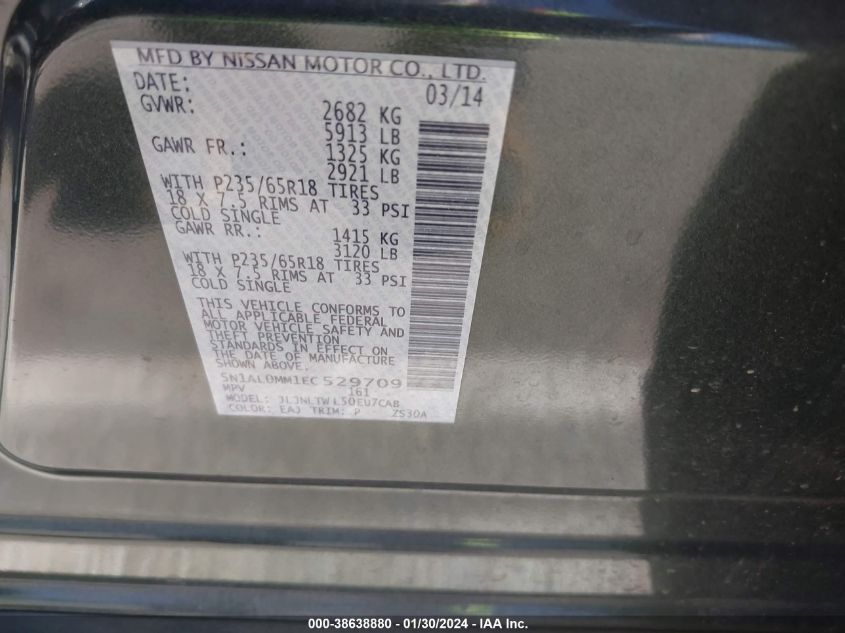 MFD BY NISSAN MOTOR CO., LTD.
DATE: 03/14
GVWR: 2682 KG
5913 LB
GAWR FR.: 1325 KG
2921 LB
WITH P235/65R18 TIRES
18 X 7.5 RIMS AT 33 PSI
COLD SINGLE
GAWR RR.: 1415 KG
3120 LB
WITH P235/65R18 TIRES
18 X 7.5 RIMS AT 33 PSI
COLD SINGLE
THIS VEHICLE CONFORMS TO
ALL APPLICABLE FEDERAL
MOTOR VEHICLE SAFETY AND
THEFT PREVENTION
STANDARDS IN EFFECT ON
THE DATE OF MANUFACTURE
SHOWN ABOVE.
5N1AL0MM1EC529709
MPV 161
MODEL: JLJNLTWL50EU7CAB
COLOR: EAJ TRIM: P ZS30A
000-38638880 - 01/30/2024 - IAA Inc.